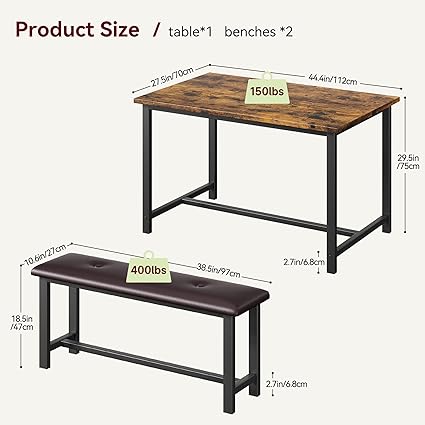 Product Size / table*1 benches *2
27.5in/70cm
44.4in/112cm
150lbs
29.5in
/75cm
2.7in/6.8cm
10.6in/27cm
38.5in/97cm
400lbs
18.5in
/47cm
2.7in/6.8cm